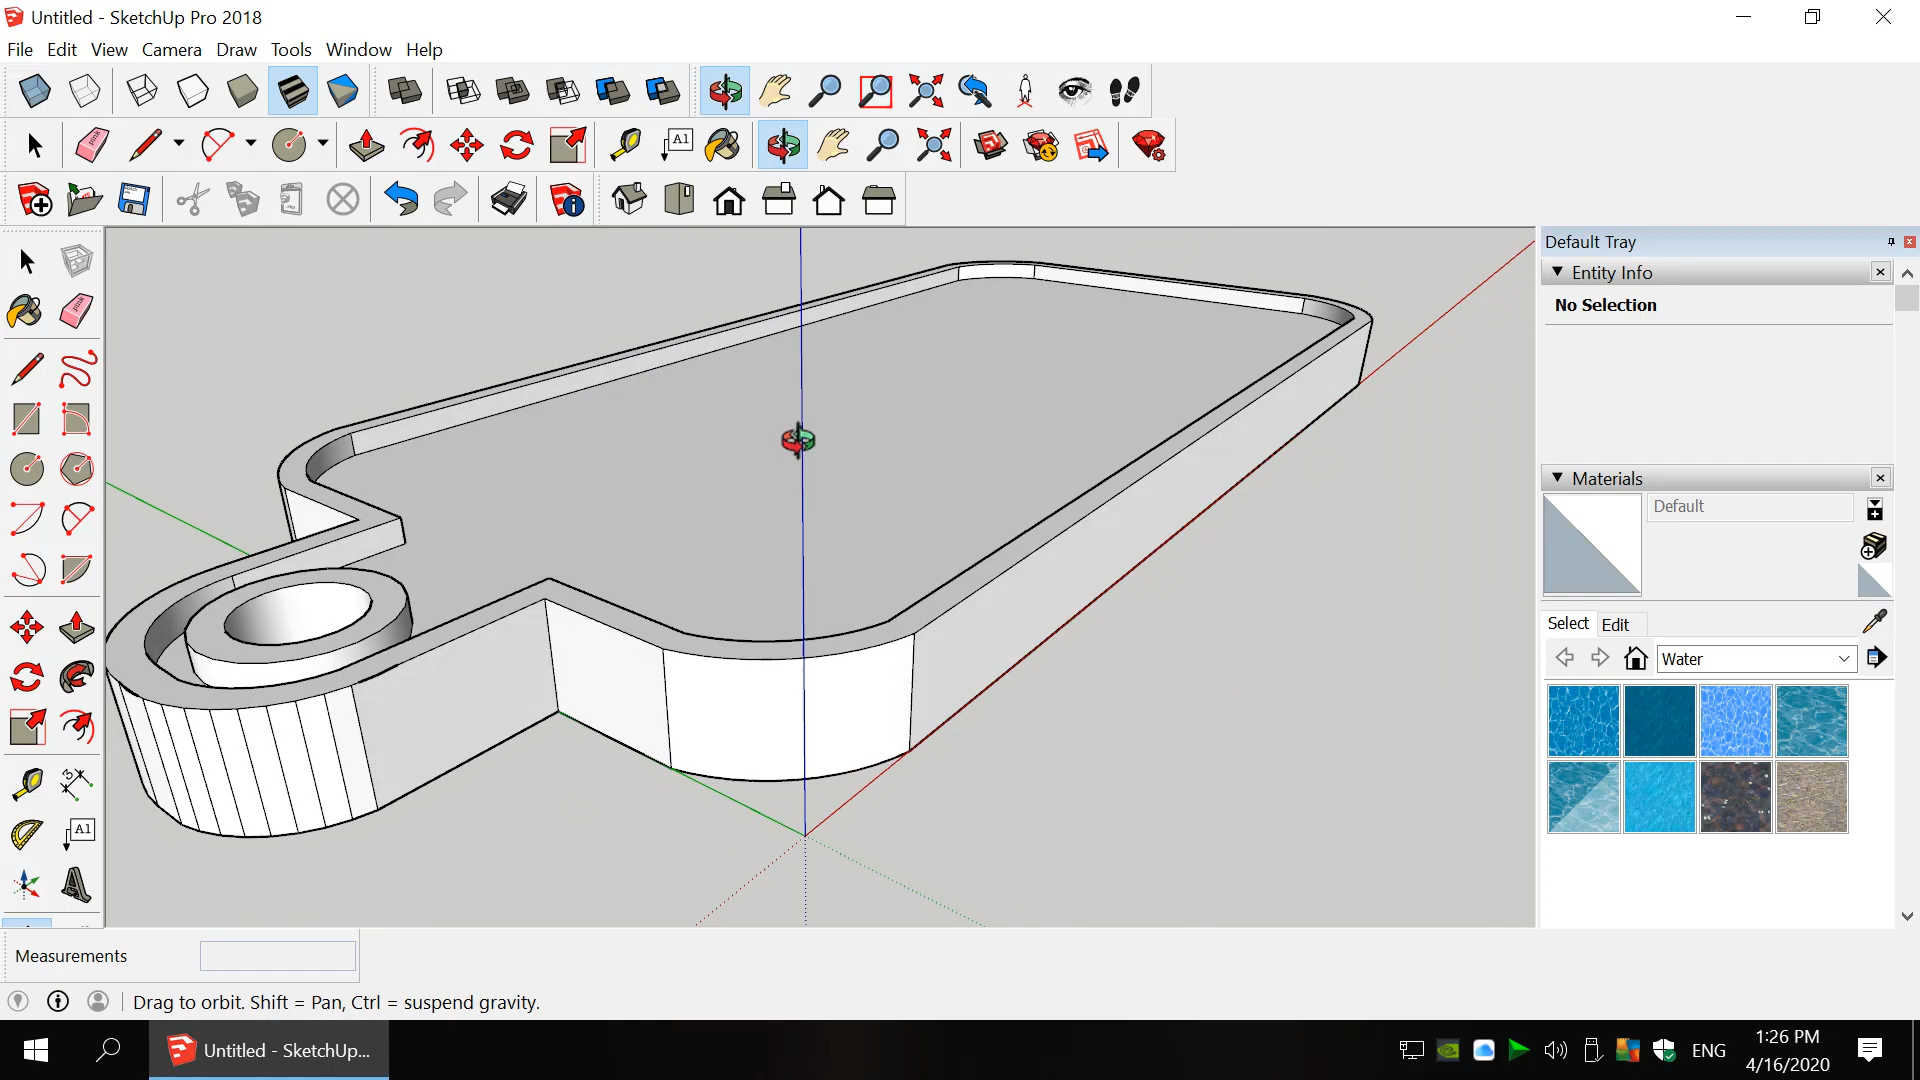 Untitled - SketchUp Pro 2018
File Edit View Camera Draw Tools Window Help
A1
Default Tray
Entity Info
No Selection
Materials
Default
Select Edit
Water
A1
Measurements
Drag to orbit. Shift = Pan, Ctrl = suspend gravity.
Untitled - SketchUp...
ENG
1:26 PM
4/16/2020